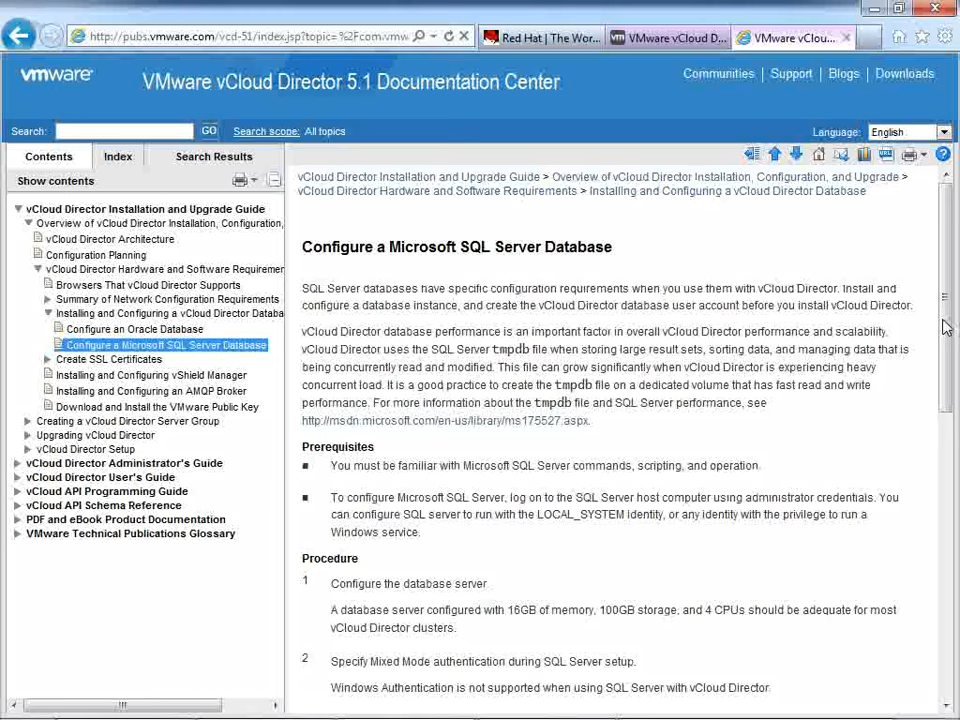 http://pubs.vmware.com/vcd-51/index.jsp?topic=%2Fcom.vmw
Red Hat | The Wor...
VMware vCloud D...
VMware vClou...
vmware
VMware vCloud Director 5.1 Documentation Center
Communities | Support | Blogs | Downloads
Search: GO Search scope: All topics
Language: English
Contents Index Search Results
Show contents
vCloud Director Installation and Upgrade Guide
Overview of vCloud Director Installation, Configuration,
vCloud Director Architecture
Configuration Planning
vCloud Director Hardware and Software Requiremer
Browsers That vCloud Director Supports
Summary of Network Configuration Requirements
Installing and Configuring a vCloud Director Databa
Configure an Oracle Database
Configure a Microsoft SQL Server Database
Create SSL Certificates
Installing and Configuring vShield Manager
Installing and Configuring an AMQP Broker
Download and Install the VMware Public Key
Creating a vCloud Director Server Group
Upgrading vCloud Director
vCloud Director Setup
vCloud Director Administrator's Guide
vCloud Director User's Guide
vCloud API Programming Guide
vCloud API Schema Reference
PDF and eBook Product Documentation
VMware Technical Publications Glossary
vCloud Director Installation and Upgrade Guide > Overview of vCloud Director Installation, Configuration, and Upgrade >
vCloud Director Hardware and Software Requirements > Installing and Configuring a vCloud Director Database
Configure a Microsoft SQL Server Database
SQL Server databases have specific configuration requirements when you use them with vCloud Director. Install and
configure a database instance, and create the vCloud Director database user account before you install vCloud Director.
vCloud Director database performance is an important factor in overall vCloud Director performance and scalability.
vCloud Director uses the SQL Server tmpdb file when storing large result sets, sorting data, and managing data that is
being concurrently read and modified. This file can grow significantly when vCloud Director is experiencing heavy
concurrent load. It is a good practice to create the tmpdb file on a dedicated volume that has fast read and write
performance. For more information about the tmpdb file and SQL Server performance, see
http://msdn.microsoft.com/en-us/library/ms175527.aspx.
Prerequisites
■ You must be familiar with Microsoft SQL Server commands, scripting, and operation.
■ To configure Microsoft SQL Server, log on to the SQL Server host computer using administrator credentials. You
can configure SQL server to run with the LOCAL_SYSTEM identity, or any identity with the privilege to run a
Windows service.
Procedure
1 Configure the database server.
A database server configured with 16GB of memory, 100GB storage, and 4 CPUs should be adequate for most
vCloud Director clusters.
2 Specify Mixed Mode authentication during SQL Server setup.
Windows Authentication is not supported when using SQL Server with vCloud Director.